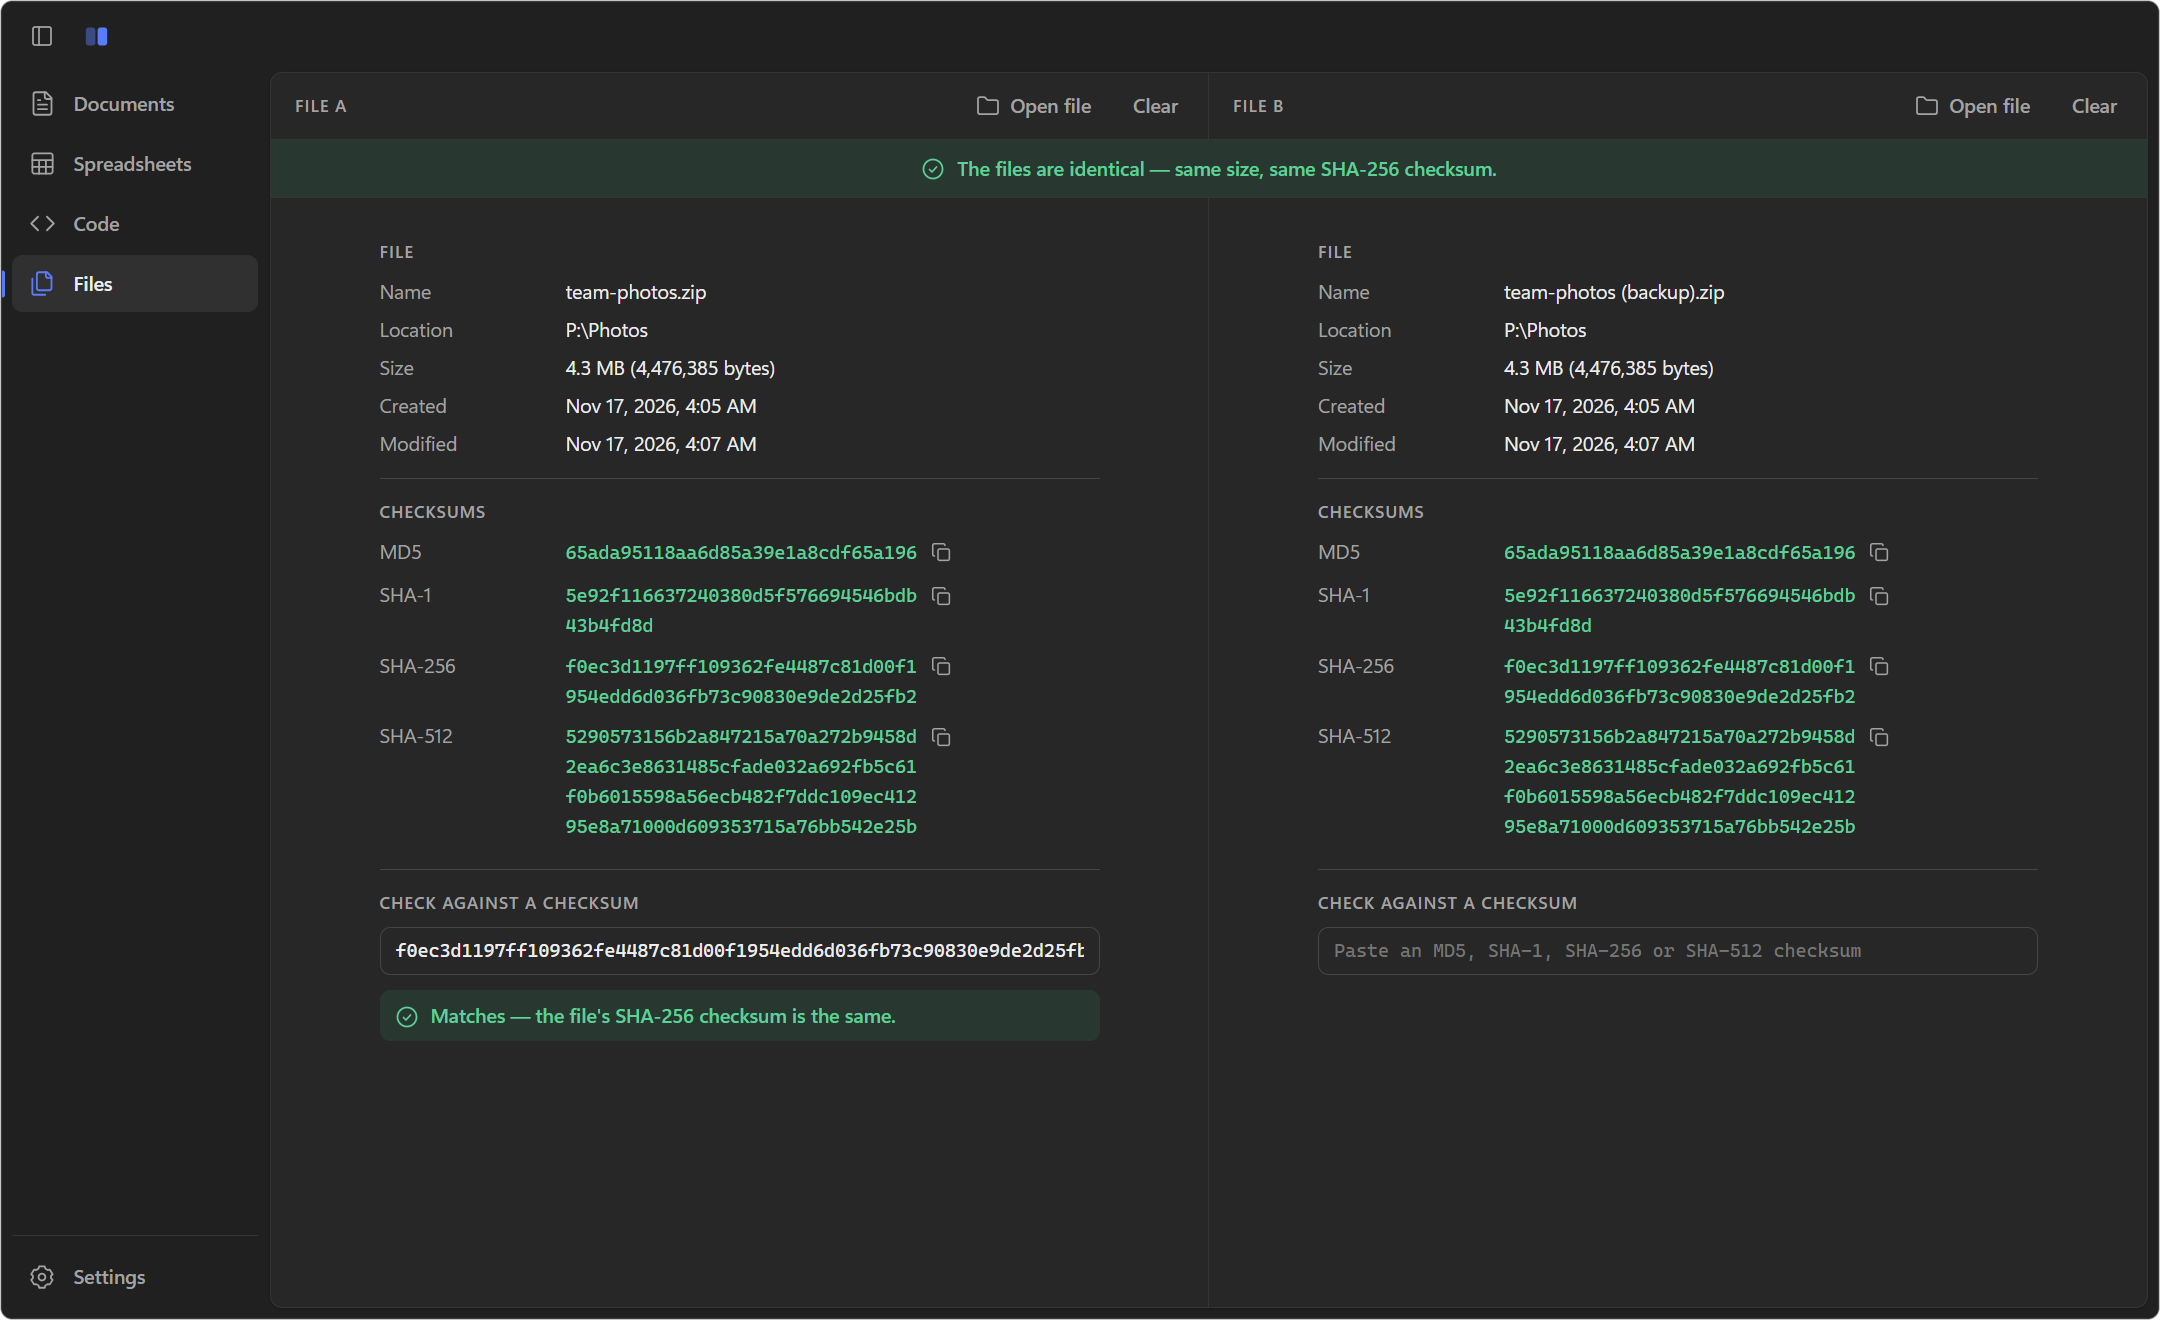 Documents
Spreadsheets
Code
Files
Settings
FILE A
Open file
Clear
FILE B
Open file
Clear
The files are identical — same size, same SHA-256 checksum.
FILE
Name
team-photos.zip
Location
P:\Photos
Size
4.3 MB (4,476,385 bytes)
Created
Nov 17, 2026, 4:05 AM
Modified
Nov 17, 2026, 4:07 AM
CHECKSUMS
MD5
65ada95118aa6d85a39e1a8cdf65a196
SHA-1
5e92f116637240380d5f576694546bdb
43b4fd8d
SHA-256
f0ec3d1197ff109362fe4487c81d00f1
954edd6d036fb73c90830e9de2d25fb2
SHA-512
5290573156b2a847215a70a272b9458d
2ea6c3e8631485cfade032a692fb5c61
f0b6015598a56ecb482f7ddc109ec412
95e8a71000d609353715a76bb542e25b
CHECK AGAINST A CHECKSUM
f0ec3d1197ff109362fe4487c81d00f1954edd6d036fb73c90830e9de2d25fb
Matches — the file's SHA-256 checksum is the same.
FILE
Name
team-photos (backup).zip
Location
P:\Photos
Size
4.3 MB (4,476,385 bytes)
Created
Nov 17, 2026, 4:05 AM
Modified
Nov 17, 2026, 4:07 AM
CHECKSUMS
MD5
65ada95118aa6d85a39e1a8cdf65a196
SHA-1
5e92f116637240380d5f576694546bdb
43b4fd8d
SHA-256
f0ec3d1197ff109362fe4487c81d00f1
954edd6d036fb73c90830e9de2d25fb2
SHA-512
5290573156b2a847215a70a272b9458d
2ea6c3e8631485cfade032a692fb5c61
f0b6015598a56ecb482f7ddc109ec412
95e8a71000d609353715a76bb542e25b
CHECK AGAINST A CHECKSUM
Paste an MD5, SHA-1, SHA-256 or SHA-512 checksum